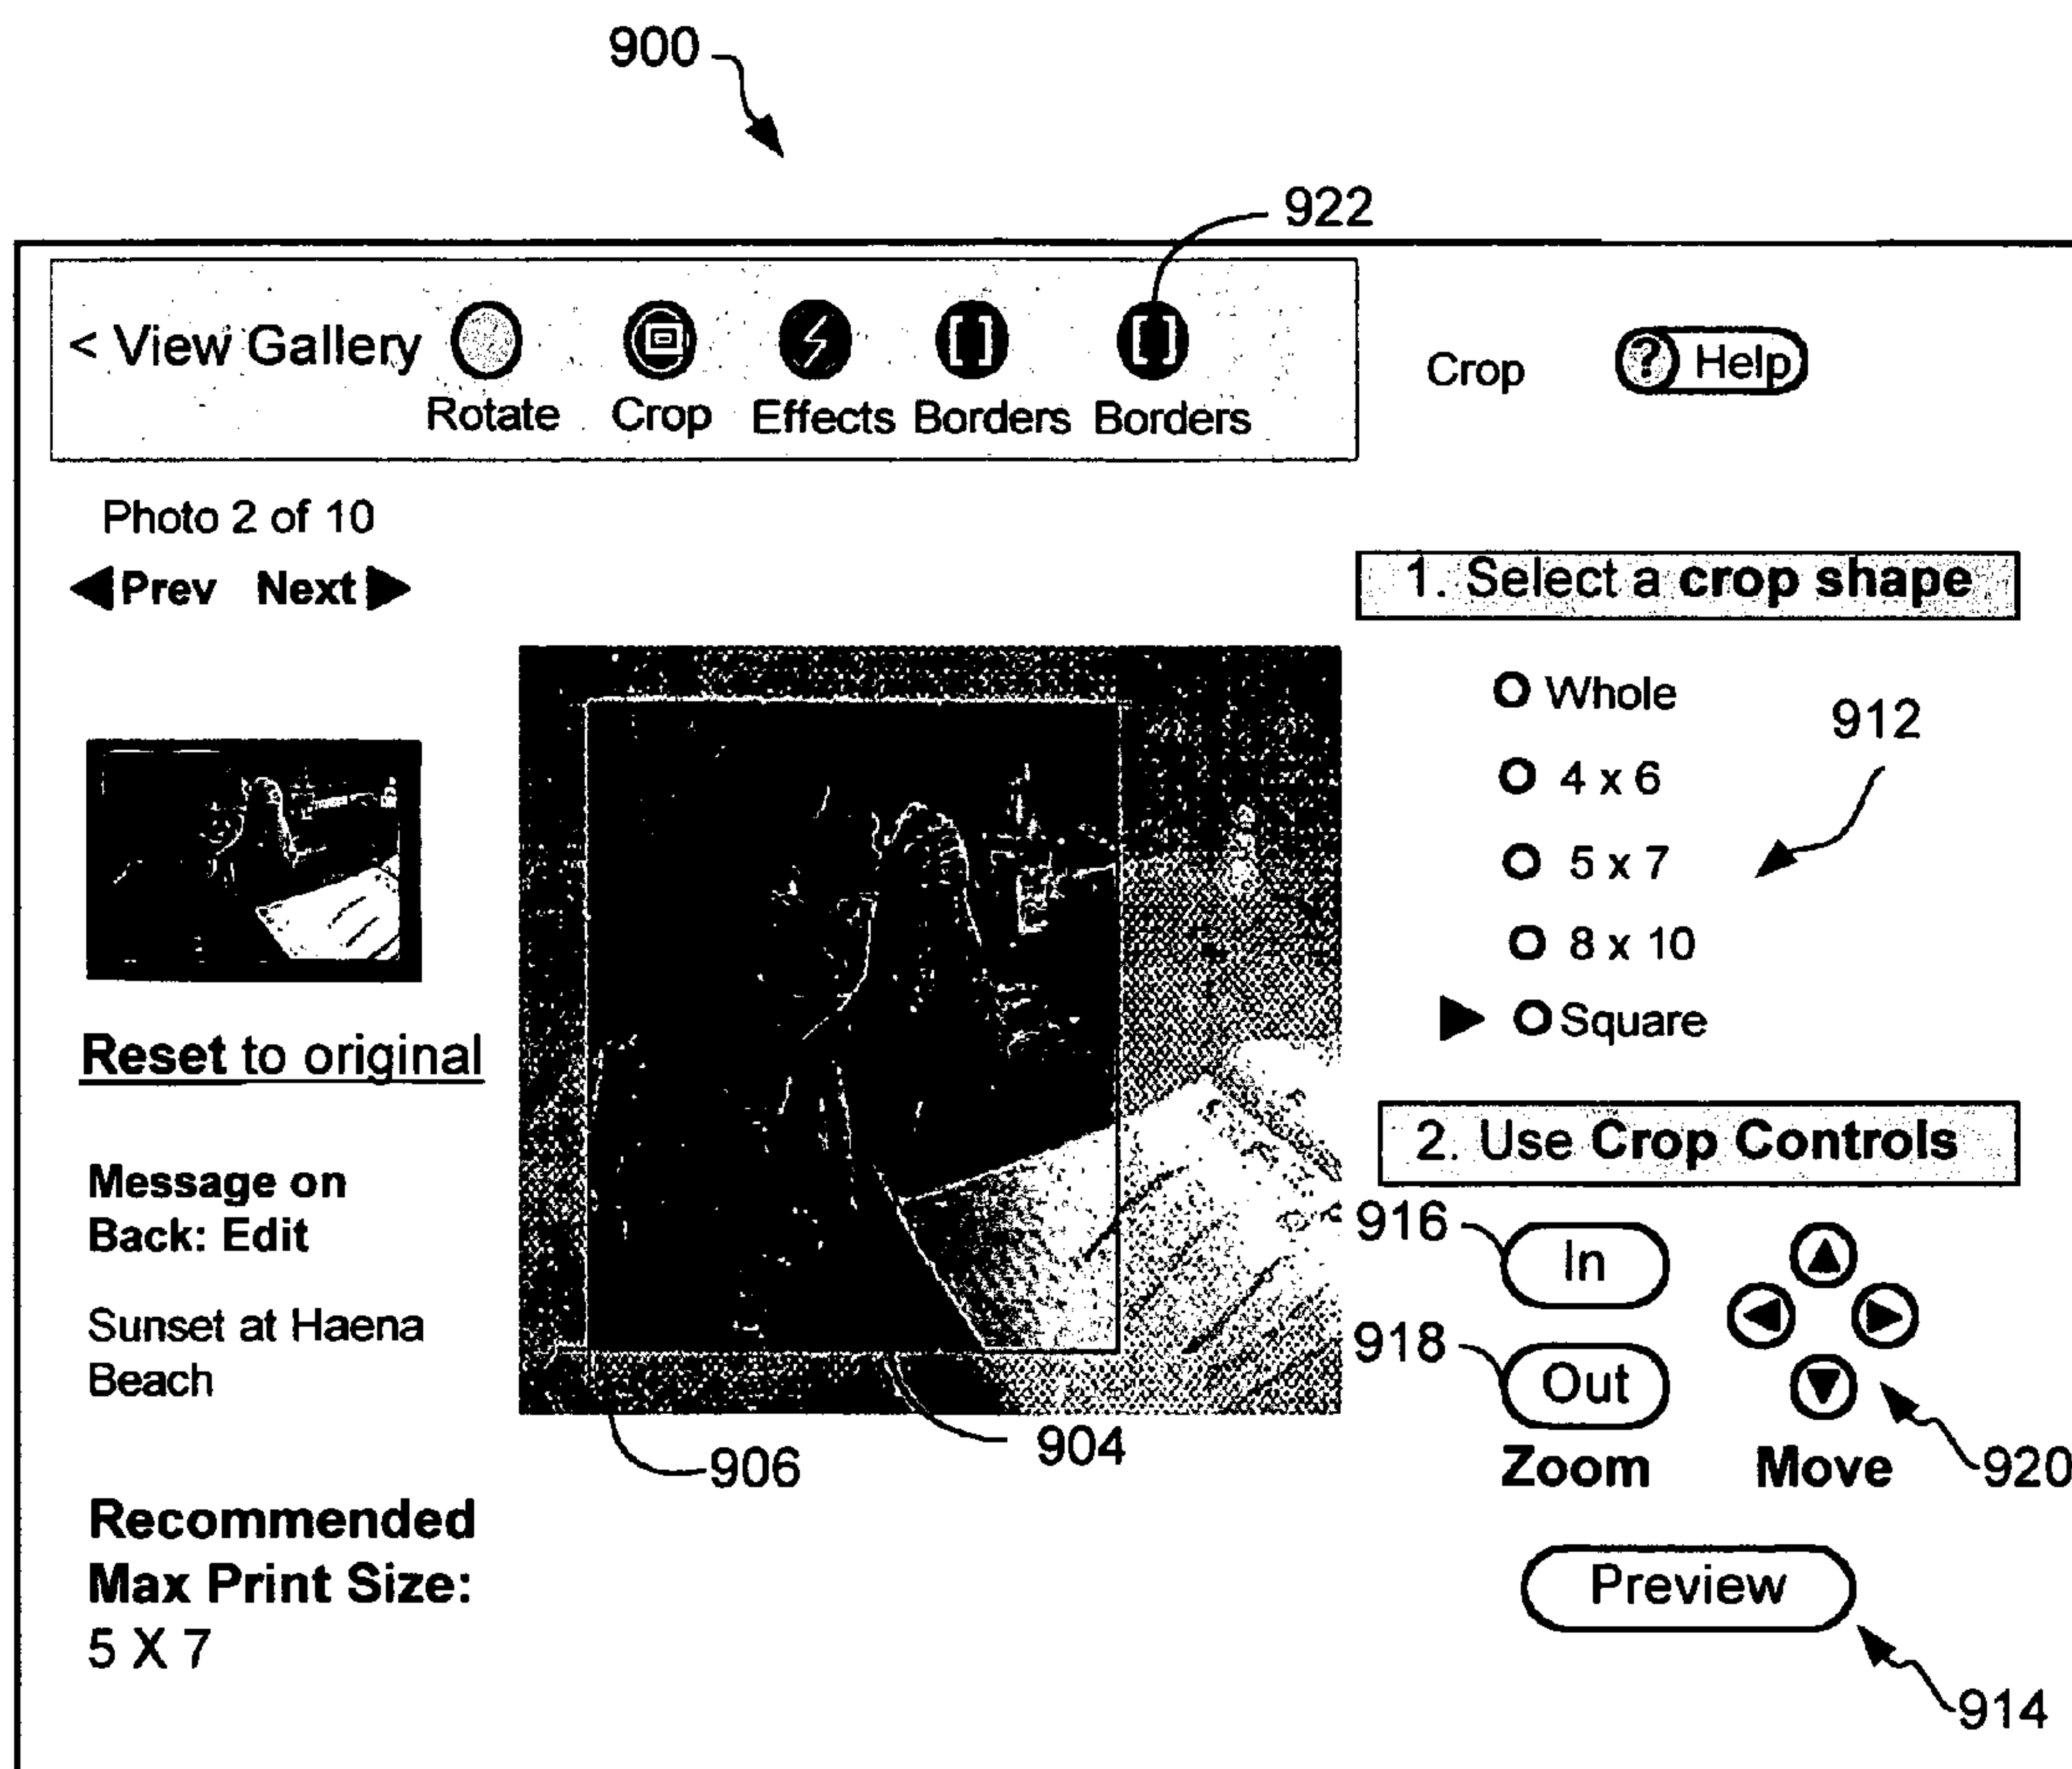 900
922
< View Gallery
Rotate Crop Effects Borders Borders
Crop
? Help
Photo 2 of 10
Prev Next
1. Select a crop shape
Whole
4 x 6
5 x 7
8 x 10
Square
912
Reset to original
2. Use Crop Controls
Message on
Back: Edit
Sunset at Haena
Beach
916
In
918
Out
Zoom
Move
920
906
904
Recommended
Max Print Size:
5 X 7
Preview
914